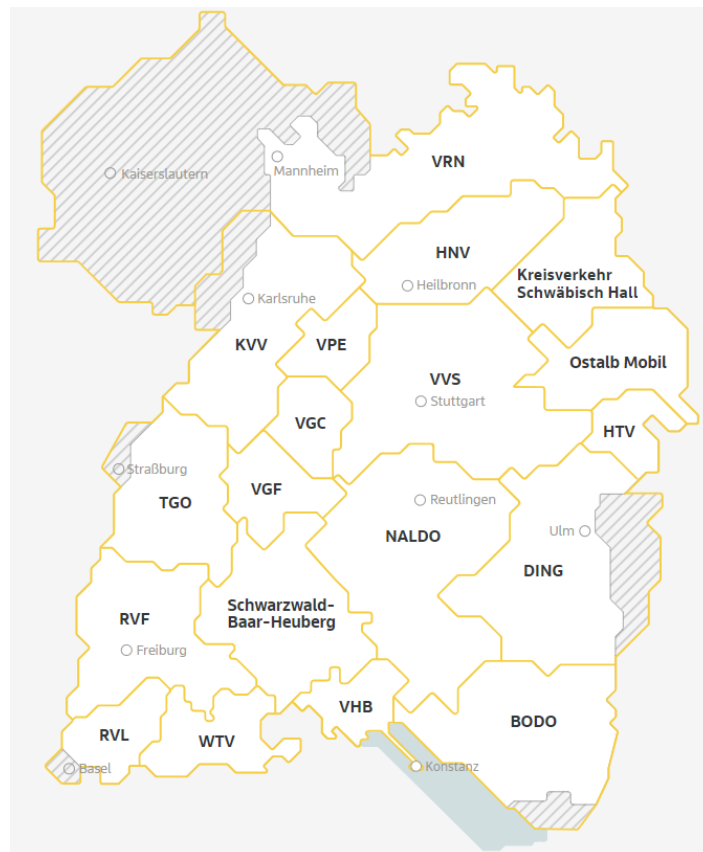 VRN
Mannheim
Kaiserslautern
HNV
Kreisverkehr
Schwäbisch Hall
Heilbronn
Karlsruhe
KVV
VPE
Ostalb Mobil
VVS
Stuttgart
VGC
HTV
Straßburg
VGF
TGO
Reutlingen
Ulm
NALDO
DING
Schwarzwald-
Baar-Heuberg
RVF
Freiburg
VHB
BODO
RVL
WTV
Basel
Konstanz